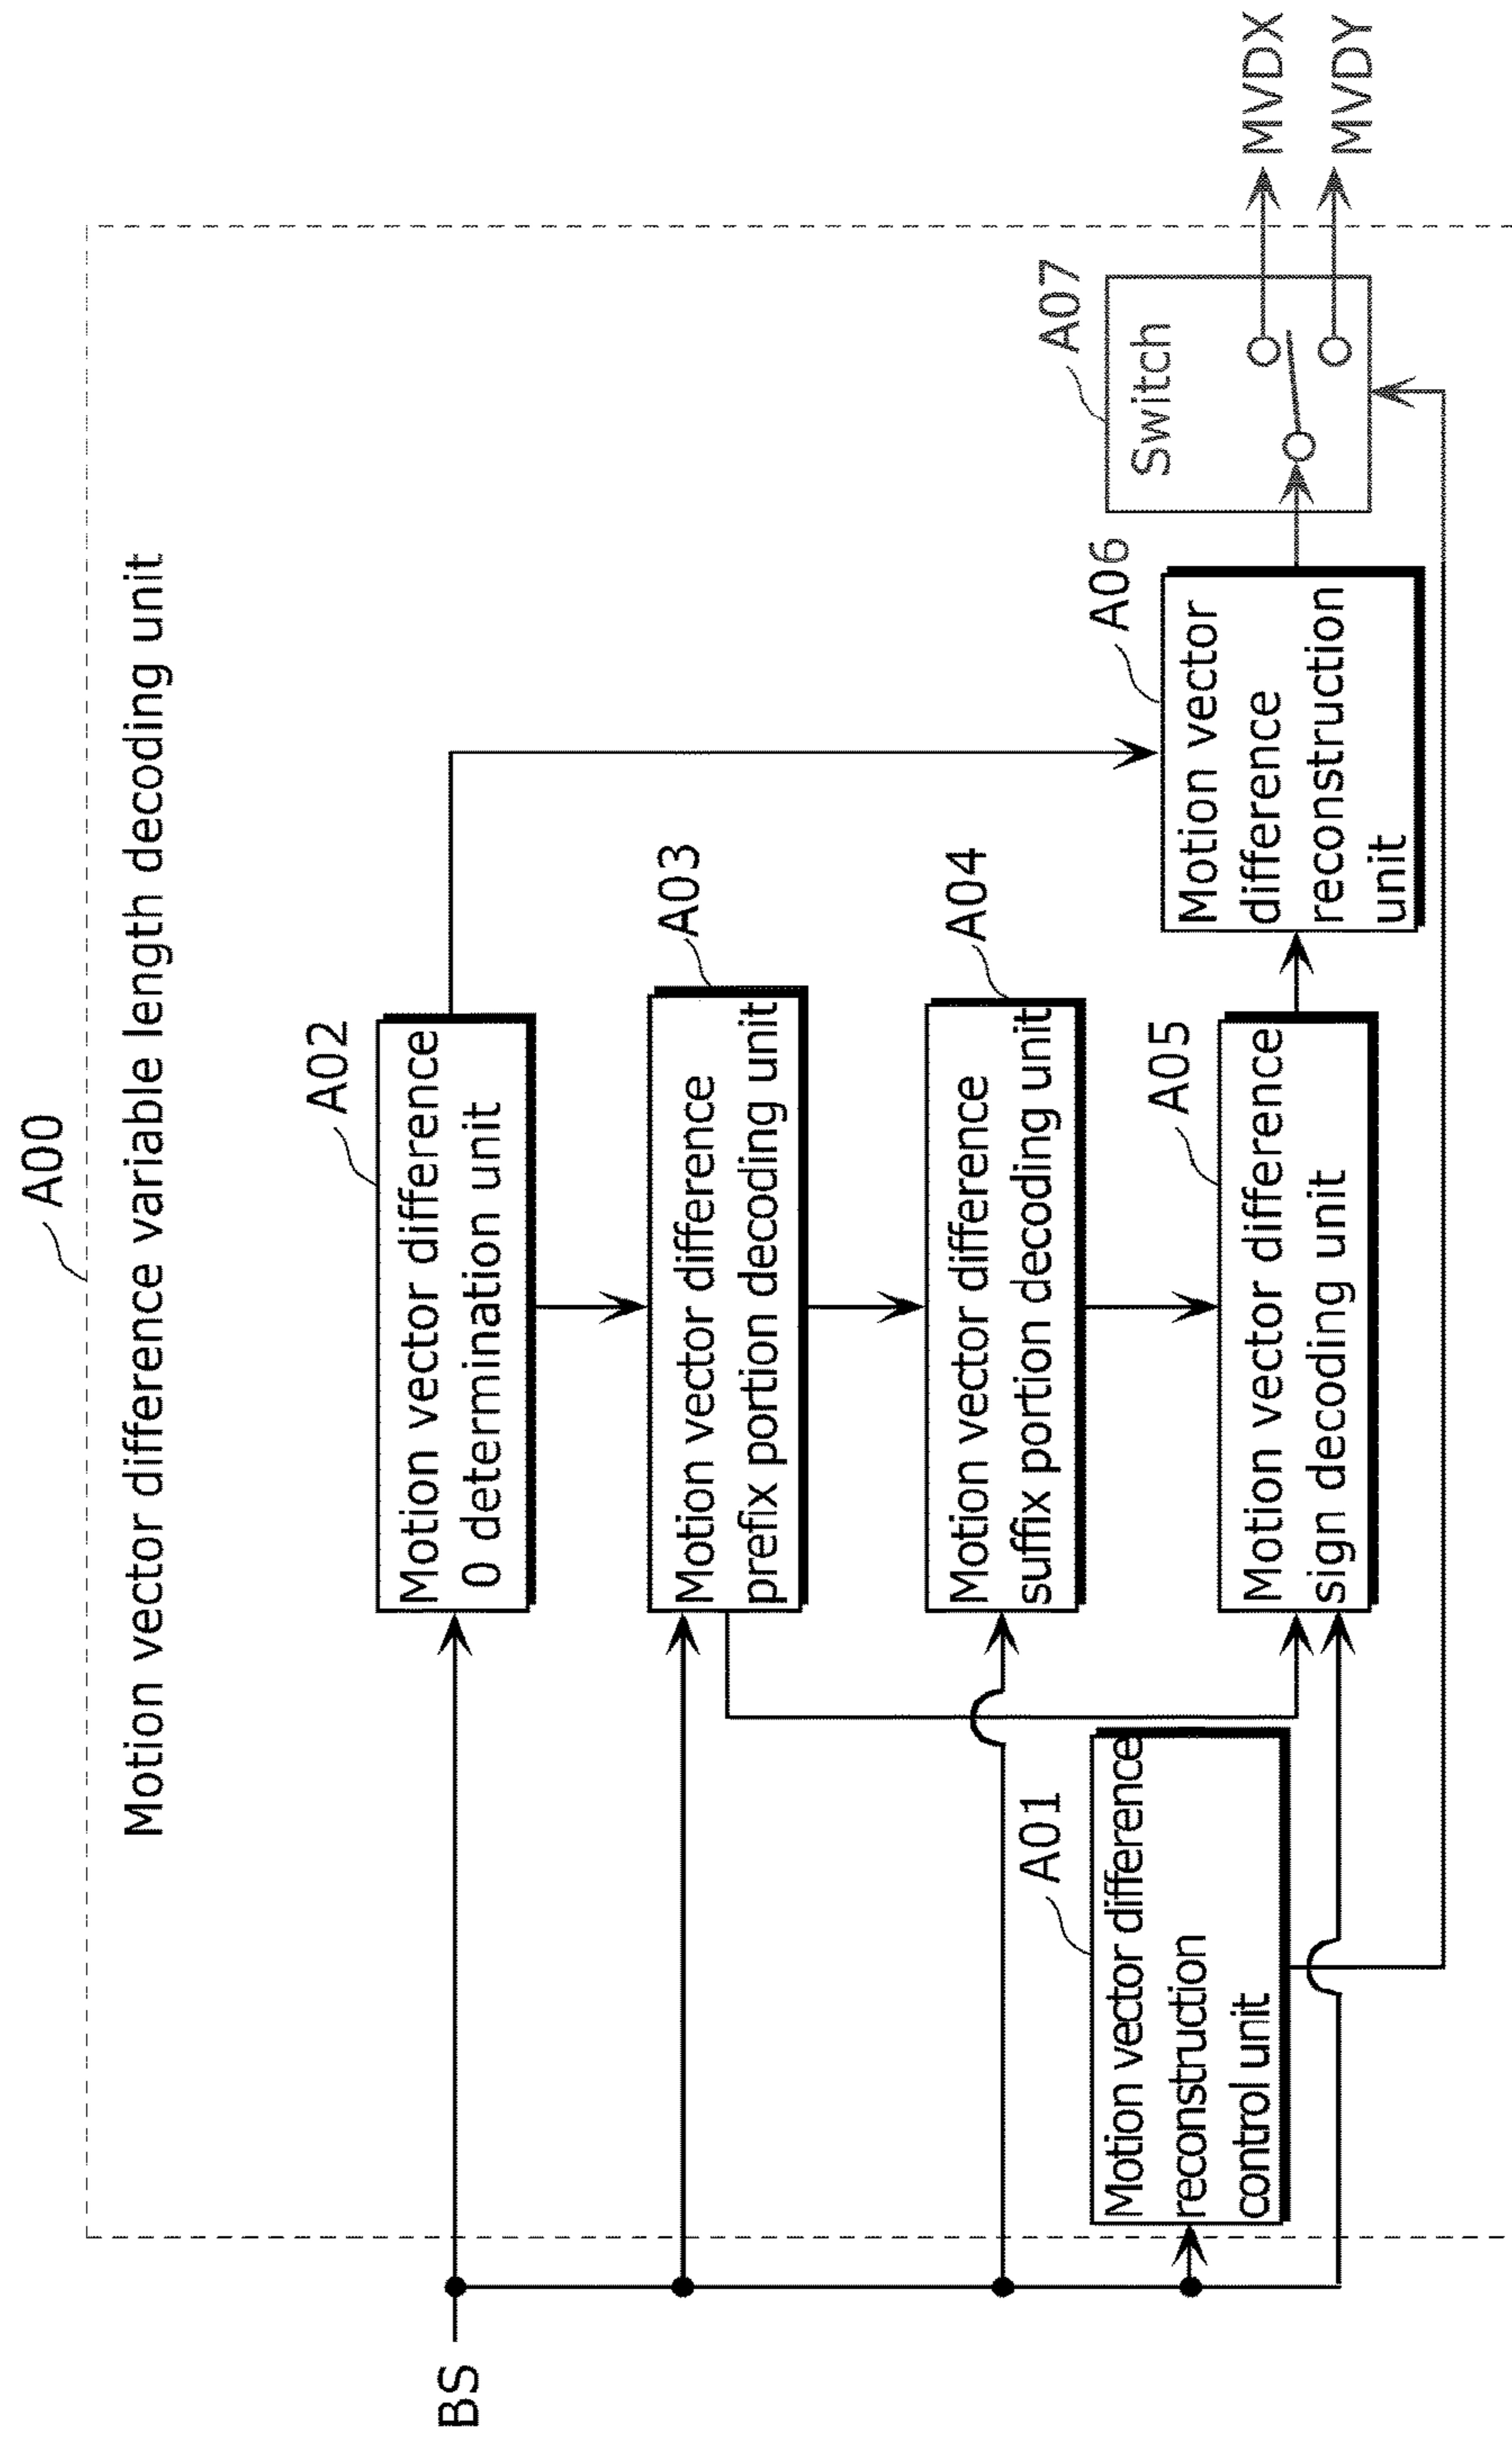 A00
Motion vector difference variable length decoding unit
BS
A02
Motion vector difference
0 determination unit
A03
Motion vector difference
prefix portion decoding unit
A04
Motion vector difference
suffix portion decoding unit
A01
Motion vector difference
reconstruction
control unit
A05
Motion vector difference
sign decoding unit
A06
Motion vector
difference
reconstruction
unit
A07
Switch
MVDX
MVDY